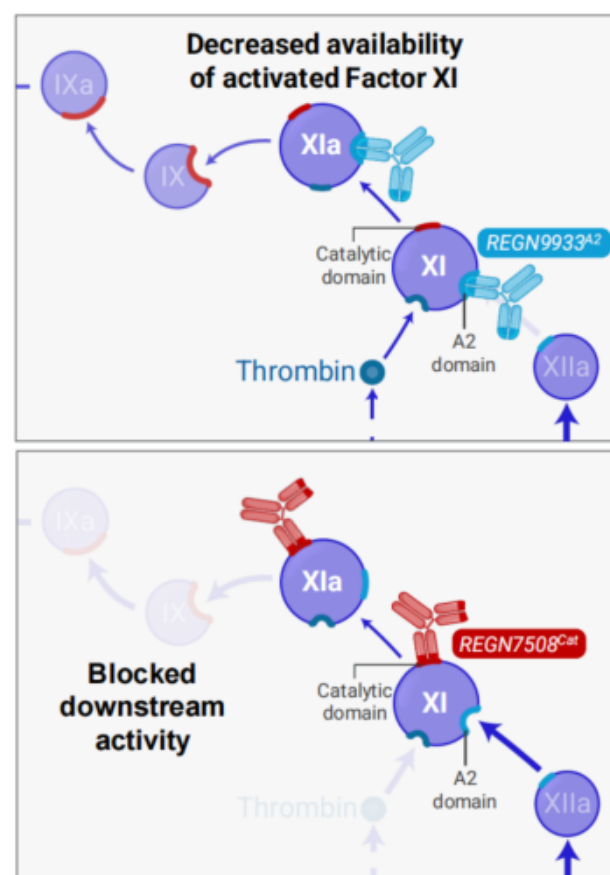 Decreased availability
of activated Factor XI
IXa
IX
XIa
Catalytic
domain
XI
REGN9933A2
A2
domain
Thrombin
XIIa
IXa
IX
XIa
Blocked
downstream
activity
Catalytic
domain
XI
REGN7508Cat
A2
domain
Thrombin
XIIa